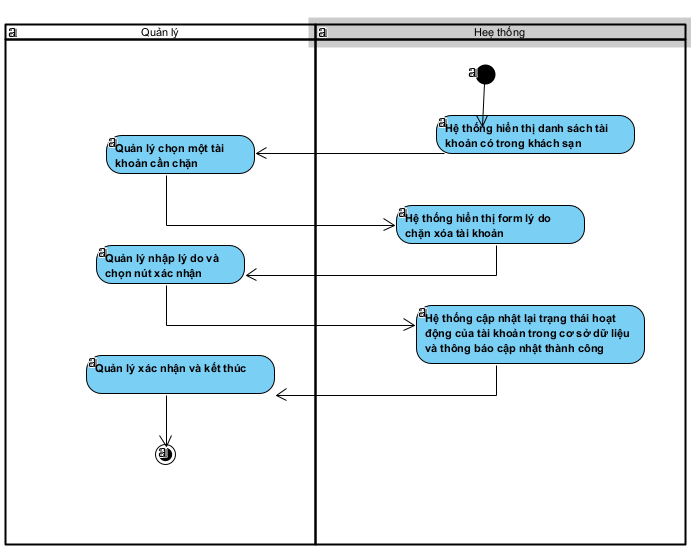 Quản lý
Heẹ thống
Hệ thống hiển thị danh sách tài
khoản có trong khách sạn
Quản lý chọn một tài
khoản cần chặn
Hệ thống hiển thị form lý do
chặn xóa tài khoản
Quản lý nhập lý do và
chọn nút xác nhận
Hệ thống cập nhật lại trạng thái hoạt
động của tài khoản trong cơ sở dữ liệu
và thông báo cập nhật thành công
Quản lý xác nhận và kết thúc